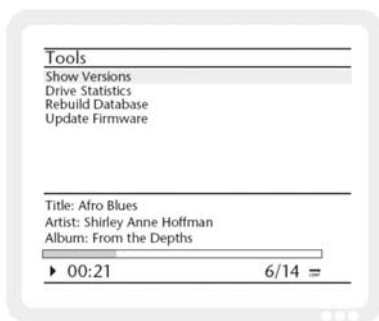 Tools
Show Versions
Drive Statistics
Rebuild Database
Update Firmware
Title: Afro Blues
Artist: Shirley Anne Hoffman
Album: From the Depths
00:21 6/14